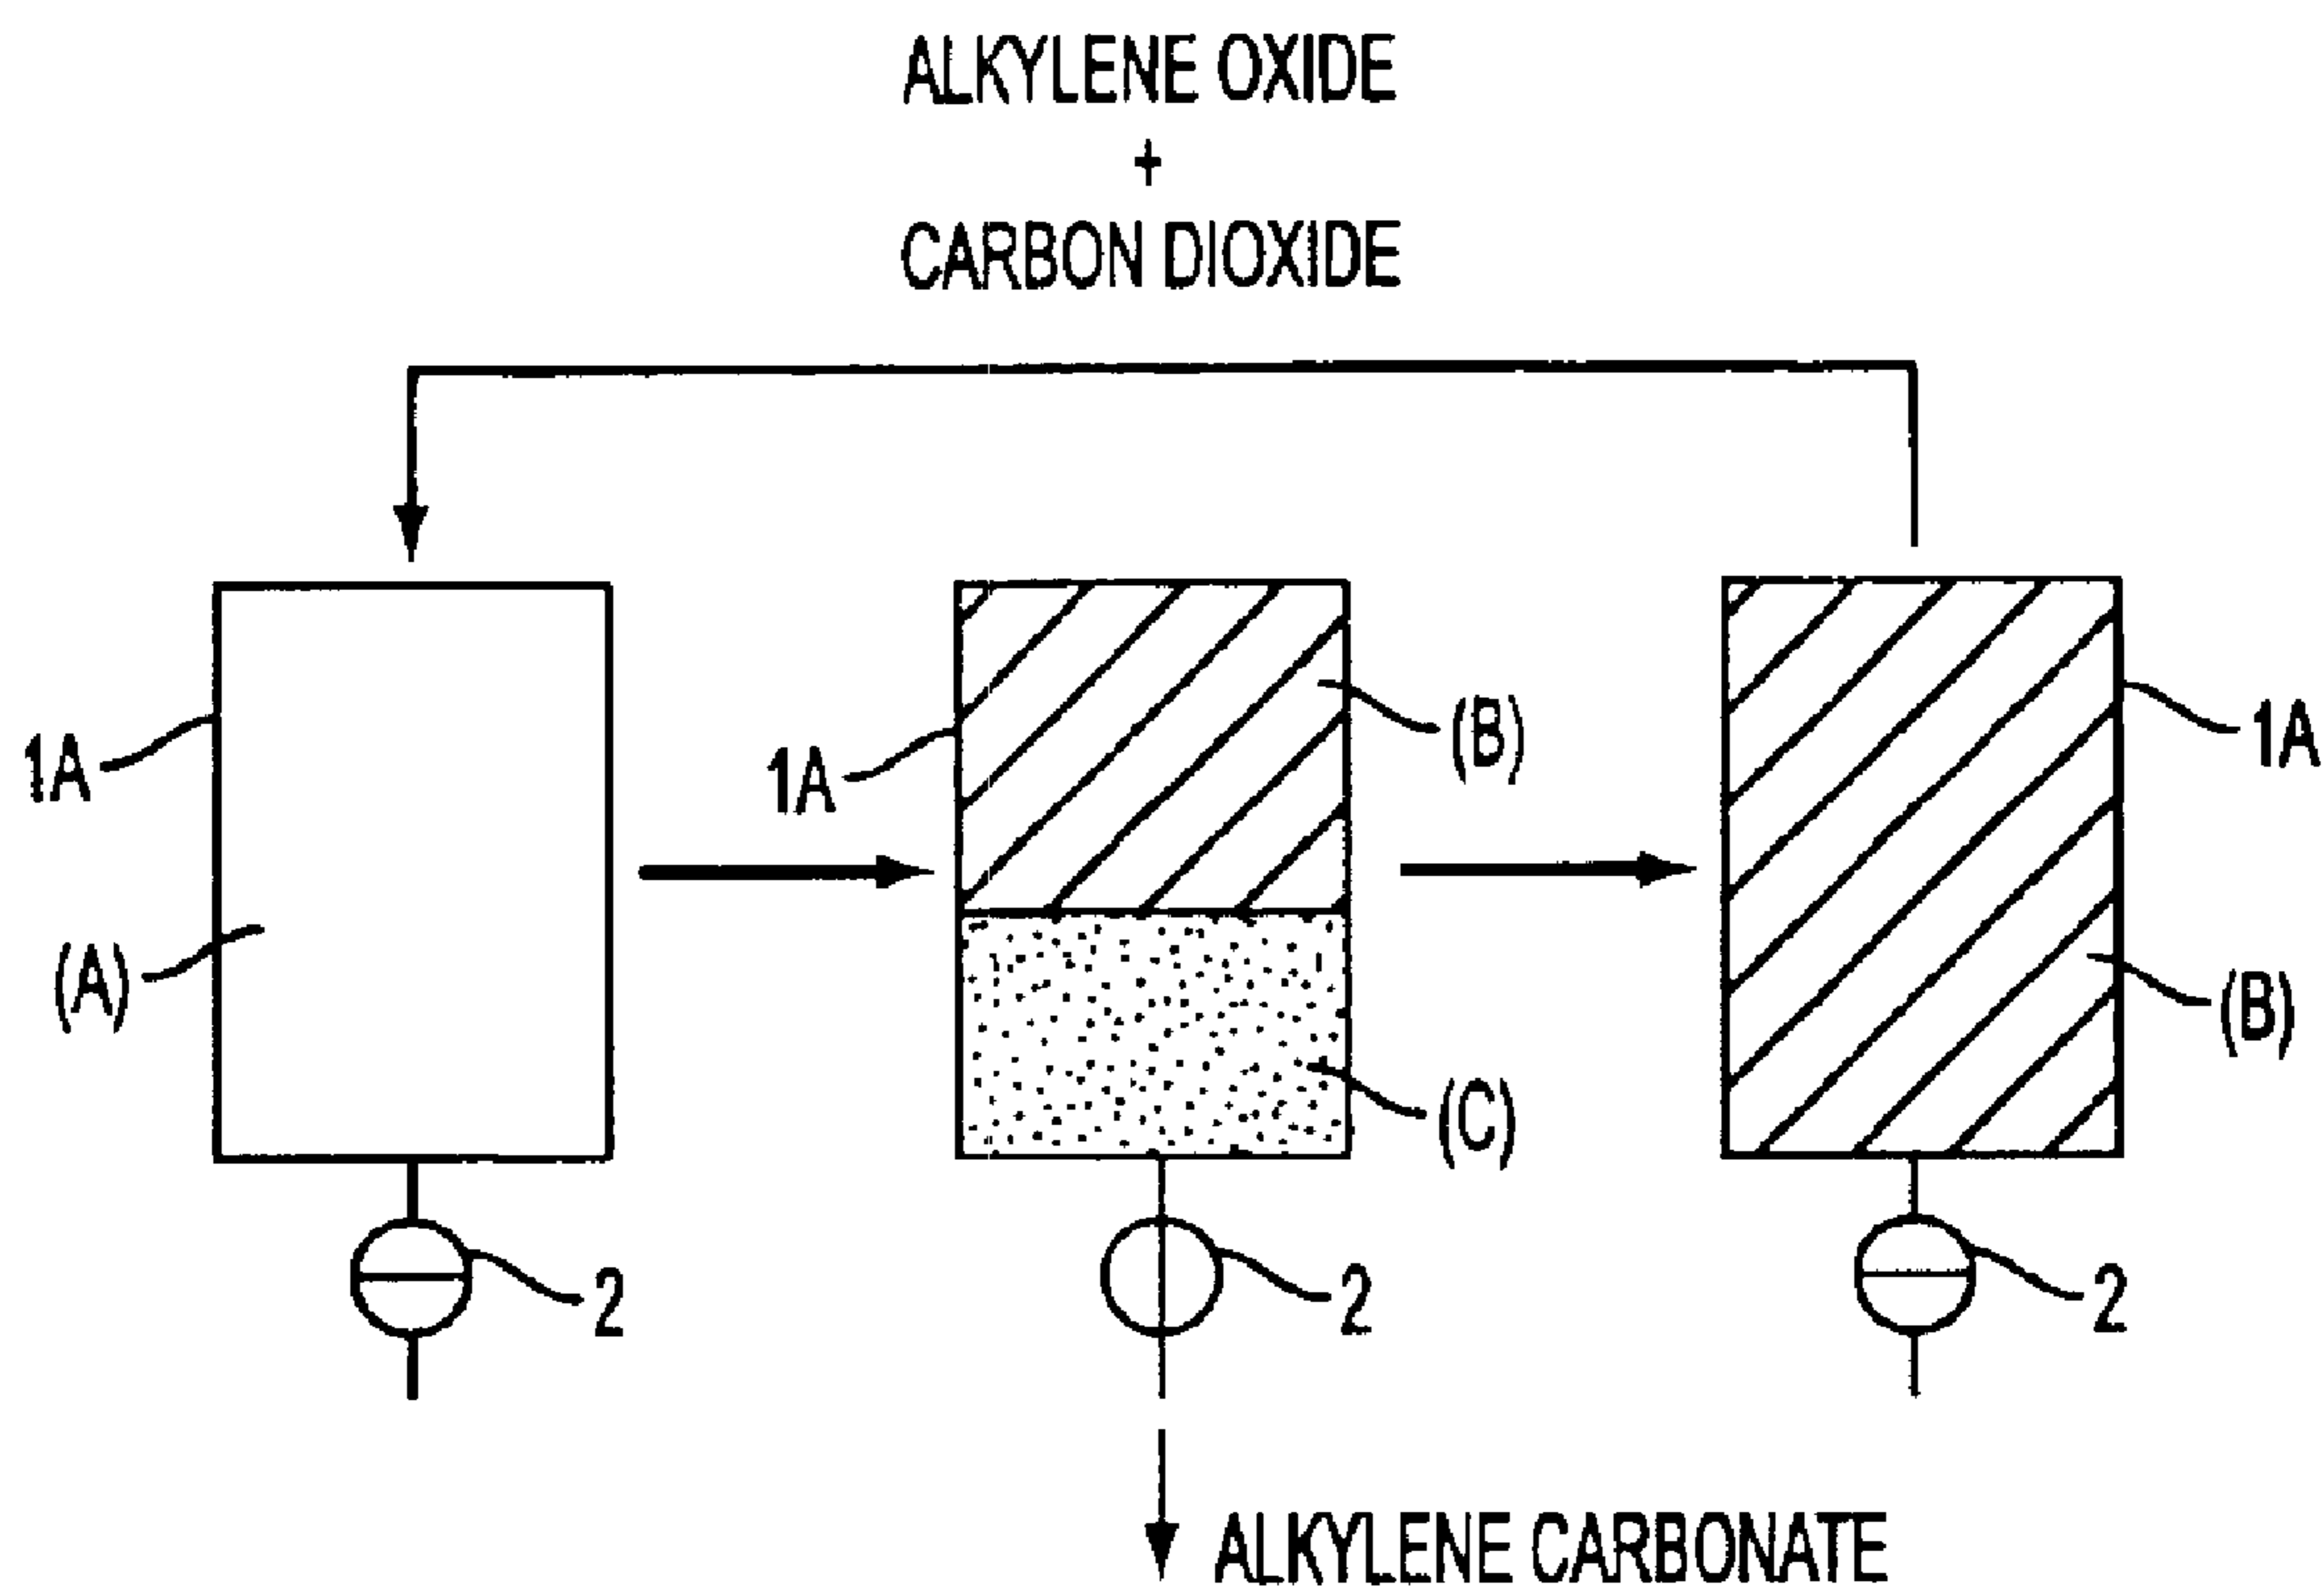 ALKYLENE OXIDE
+
CARBON DIOXIDE
1A
(A)
2
1A
(B)
(C)
2
1A
(B)
2
ALKYLENE CARBONATE